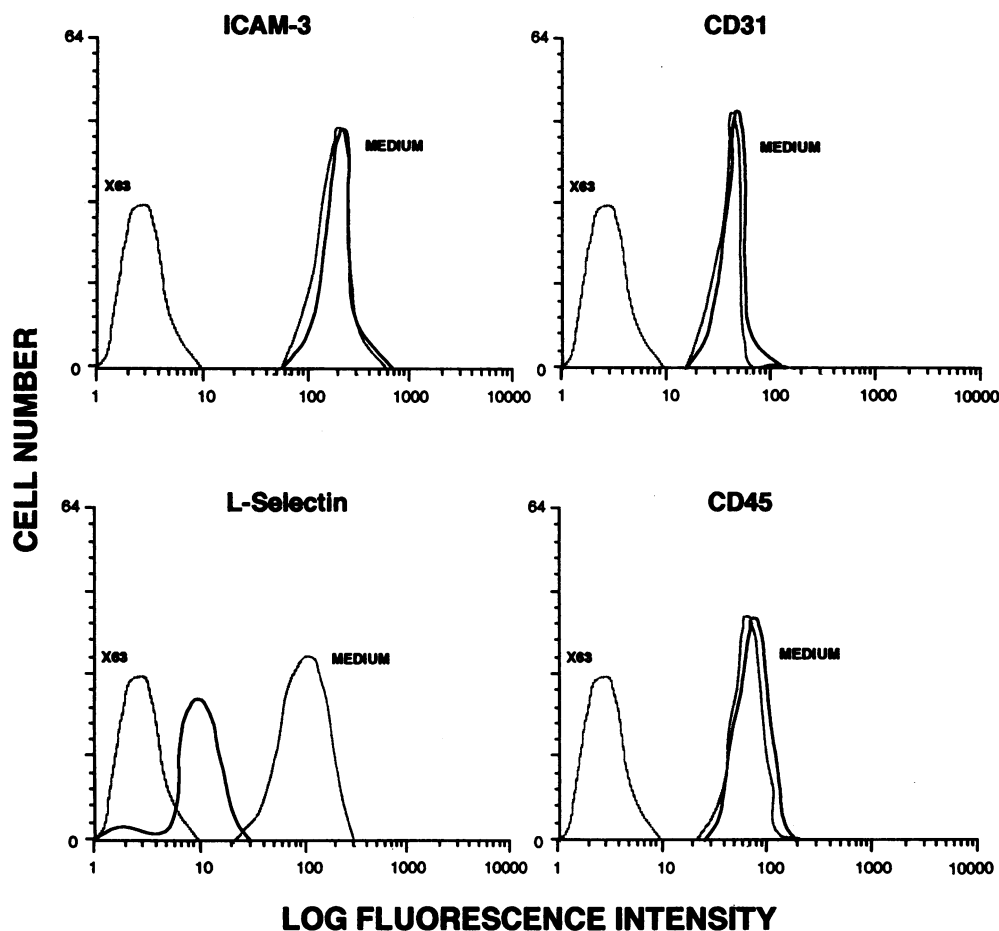 ICAM-3
64
MEDIUM
X63
0
1 10 100 1000 10000
CD31
64
MEDIUM
X63
0
1 10 100 1000 10000
CELL NUMBER
L-Selectin
64
X63
MEDIUM
0
1 10 100 1000 10000
CD45
64
X63
MEDIUM
0
1 10 100 1000 10000
LOG FLUORESCENCE INTENSITY